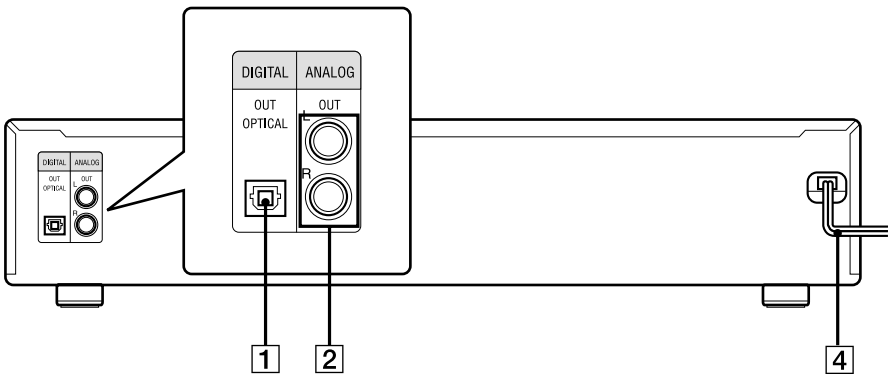 DIGITAL ANALOG
OUT OUT
OPTICAL
L
R
DIGITAL ANALOG
OUT OUT
OPTICAL
L
R
1 2 4